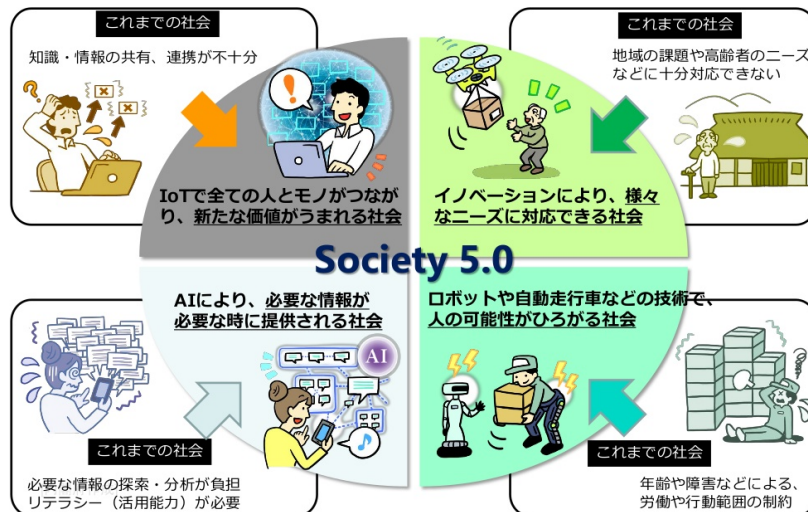 これまでの社会
知識・情報の共有、連携が不十分
IoTで全ての人とモノがつなが
り、新たな価値がうまれる社会
これまでの社会
地域の課題や高齢者のニーズ
などに十分対応できない
イノベーションにより、様々
なニーズに対応できる社会
Society 5.0
AIにより、必要な情報が
必要な時に提供される社会
AI
これまでの社会
必要な情報の探索・分析が負担
リテラシー（活用能力）が必要
ロボットや自動走行車などの技術で、
人の可能性がひろがる社会
これまでの社会
年齢や障害などによる、
労働や行動範囲の制約